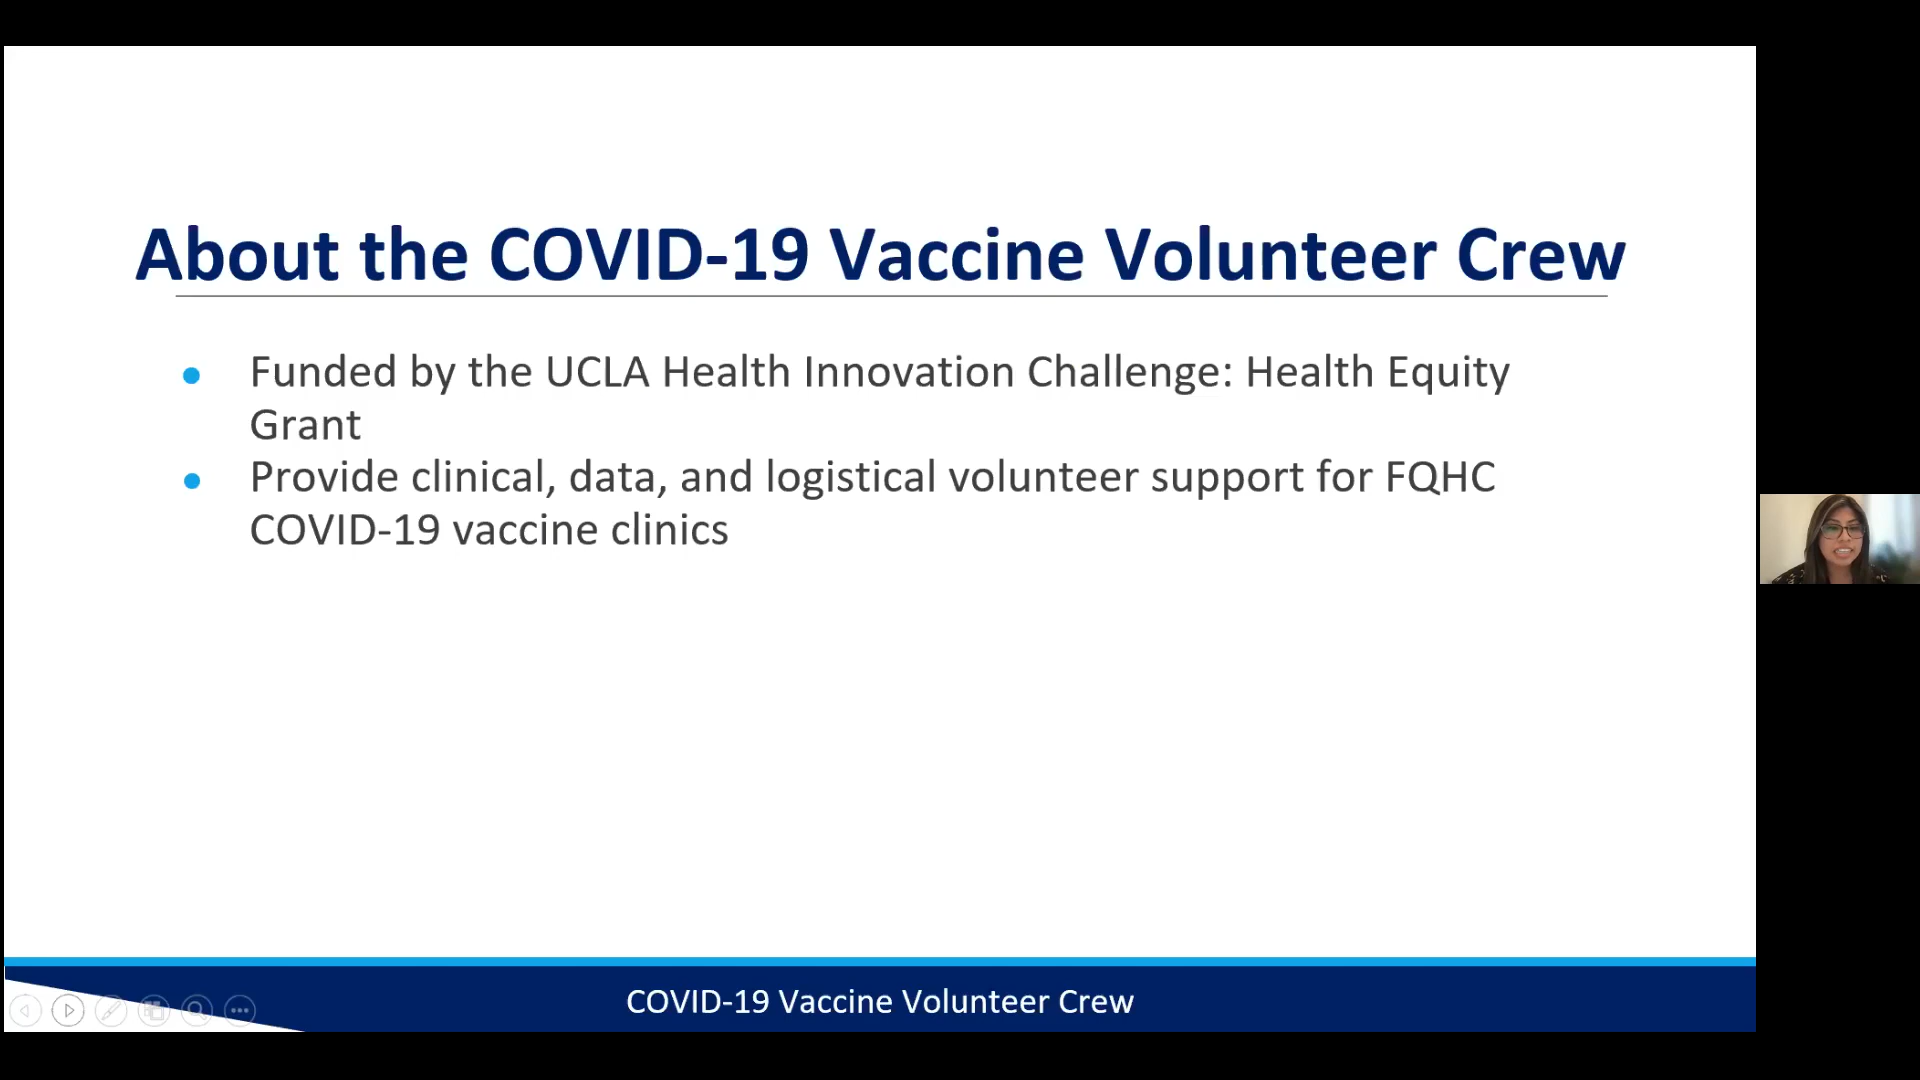 About the COVID-19 Vaccine Volunteer Crew
Funded by the UCLA Health Innovation Challenge: Health Equity
Grant
Provide clinical, data, and logistical volunteer support for FQHC
COVID-19 vaccine clinics
COVID-19 Vaccine Volunteer Crew